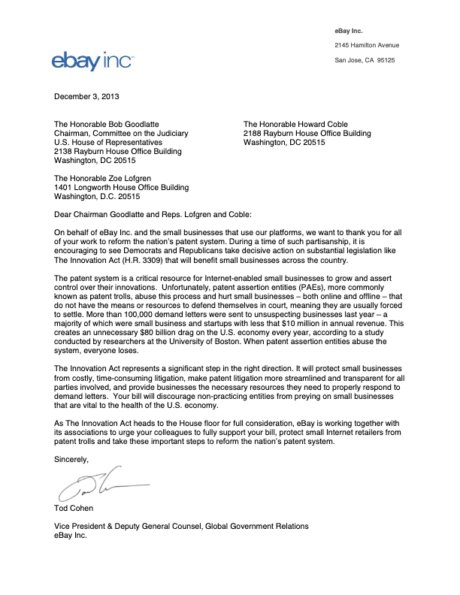 eBay Inc.
2145 Hamilton Avenue
San Jose, CA 95125
ebay inc
December 3, 2013
The Honorable Bob Goodlatte
Chairman, Committee on the Judiciary
U.S. House of Representatives
2138 Rayburn House Office Building
Washington, DC 20515
The Honorable Howard Coble
2188 Rayburn House Office Building
Washington, DC 20515
The Honorable Zoe Lofgren
1401 Longworth House Office Building
Washington, D.C. 20515
Dear Chairman Goodlatte and Reps. Lofgren and Coble:
On behalf of eBay Inc. and the small businesses that use our platforms, we want to thank you for all
of your work to reform the nation's patent system. During a time of such partisanship, it is
encouraging to see Democrats and Republicans take decisive action on substantial legislation like
The Innovation Act (H.R. 3309) that will benefit small businesses across the country.
The patent system is a critical resource for Internet-enabled small businesses to grow and assert
control over their innovations. Unfortunately, patent assertion entities (PAEs), more commonly
known as patent trolls, abuse this process and hurt small businesses – both online and offline – that
do not have the means or resources to defend themselves in court, meaning they are usually forced
to settle. More than 100,000 demand letters were sent to unsuspecting businesses last year – a
majority of which were small business and startups with less that $10 million in annual revenue. This
creates an unnecessary $80 billion drag on the U.S. economy every year, according to a study
conducted by researchers at the University of Boston. When patent assertion entities abuse the
system, everyone loses.
The Innovation Act represents a significant step in the right direction. It will protect small businesses
from costly, time-consuming litigation, make patent litigation more streamlined and transparent for all
parties involved, and provide businesses the necessary resources they need to properly respond to
demand letters. Your bill will discourage non-practicing entities from preying on small businesses
that are vital to the health of the U.S. economy.
As The Innovation Act heads to the House floor for full consideration, eBay is working together with
its associations to urge your colleagues to fully support your bill, protect small Internet retailers from
patent trolls and take these important steps to reform the nation's patent system.
Sincerely,
Tod Cohen
Vice President & Deputy General Counsel, Global Government Relations
eBay Inc.